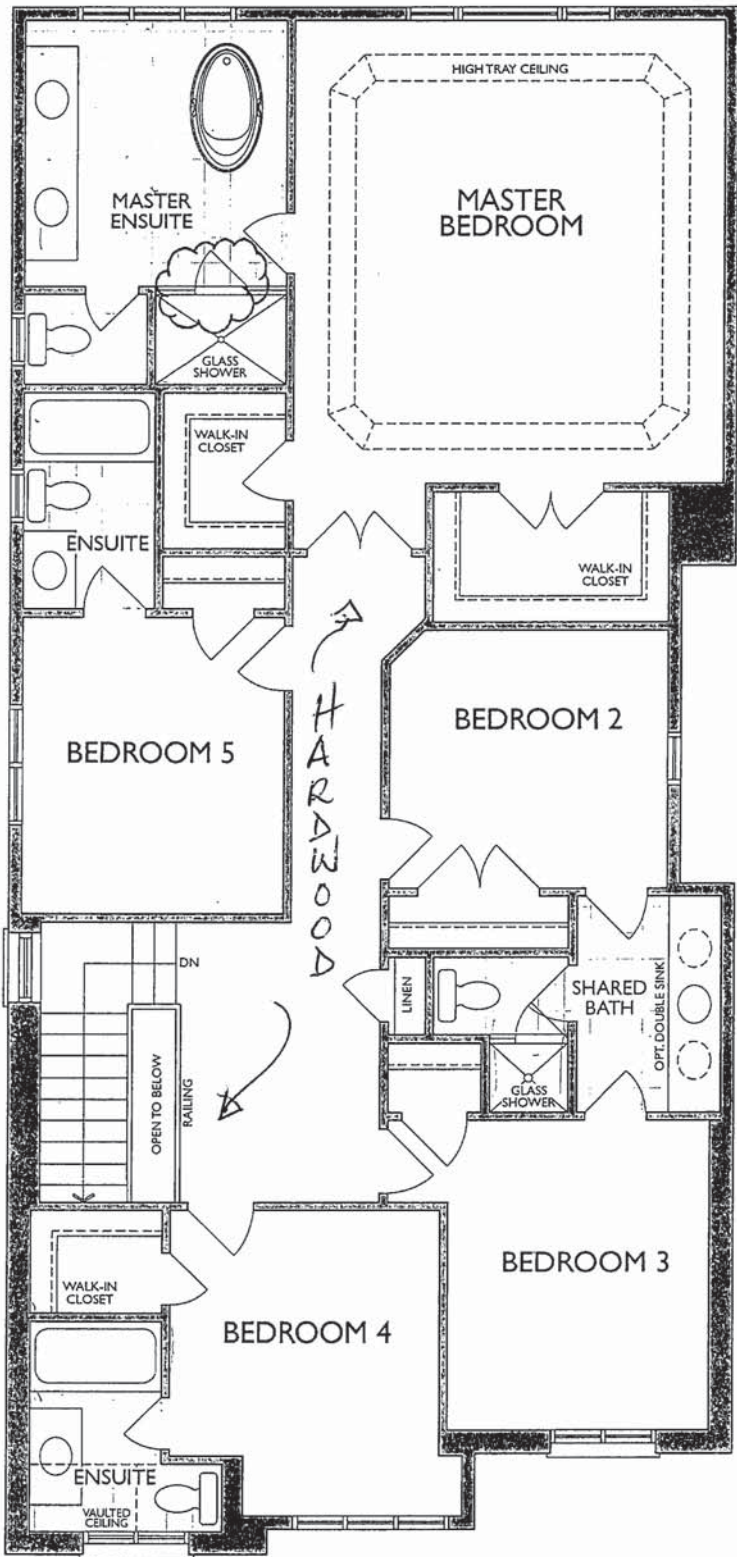 HIGH TRAY CEILING
MASTER
ENSUITE
MASTER
BEDROOM
GLASS
SHOWER
WALK-IN
CLOSET
ENSUITE
WALK-IN
CLOSET
BEDROOM 5
BEDROOM 2
HARDWOOD
DN
LINEN
SHARED
BATH
OPT. DOUBLE SINK
OPEN TO BELOW
RAILING
GLASS
SHOWER
WALK-IN
CLOSET
BEDROOM 3
BEDROOM 4
ENSUITE
VAULTED
CEILING